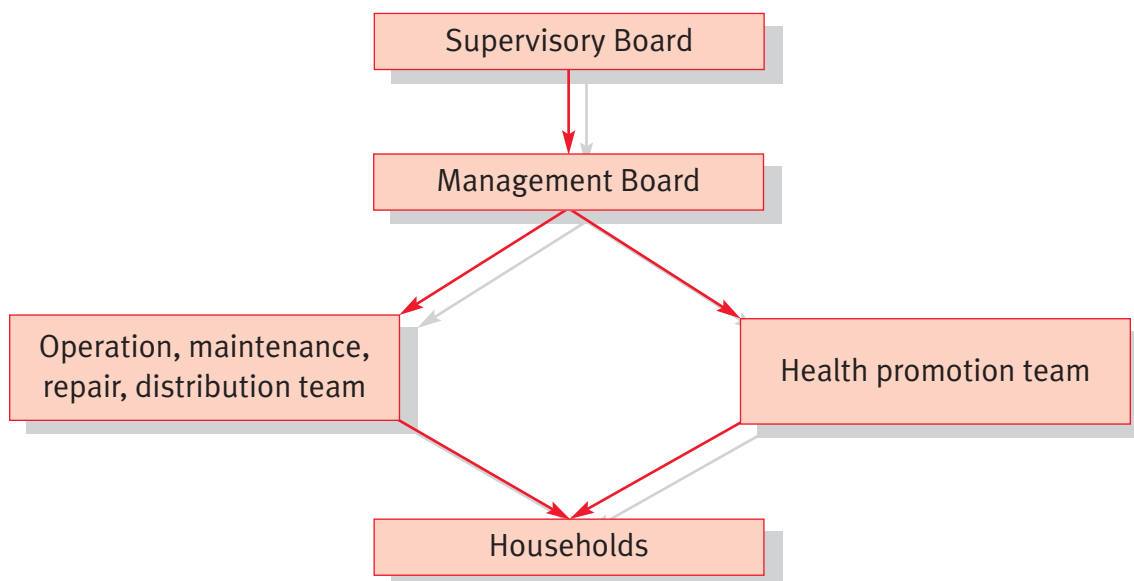 Supervisory Board
Management Board
Operation, maintenance,
repair, distribution team
Health promotion team
Households